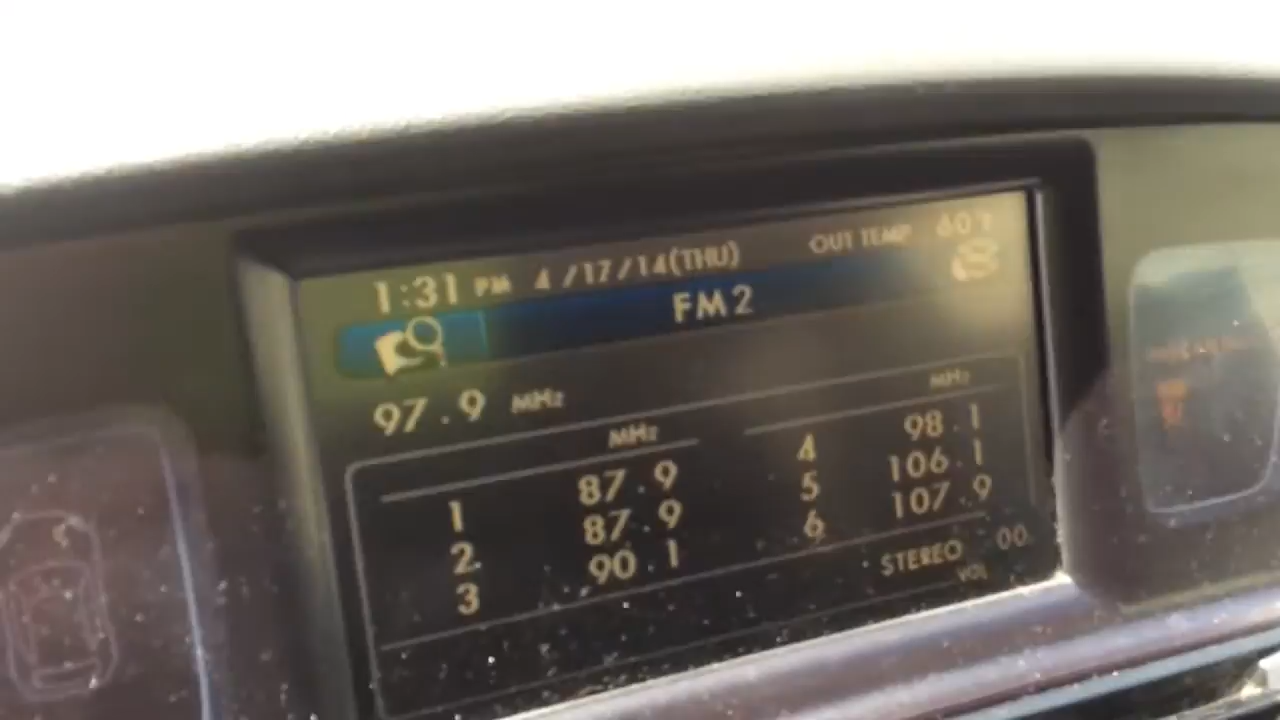 1:31 PM 4/17/14(THU) OUT TEMP 60°F
FM2
97.9 MHz
MHz MHz
1 87.9 4 98.1
2 87.9 5 106.1
3 90.1 6 107.9
STEREO VOL 00